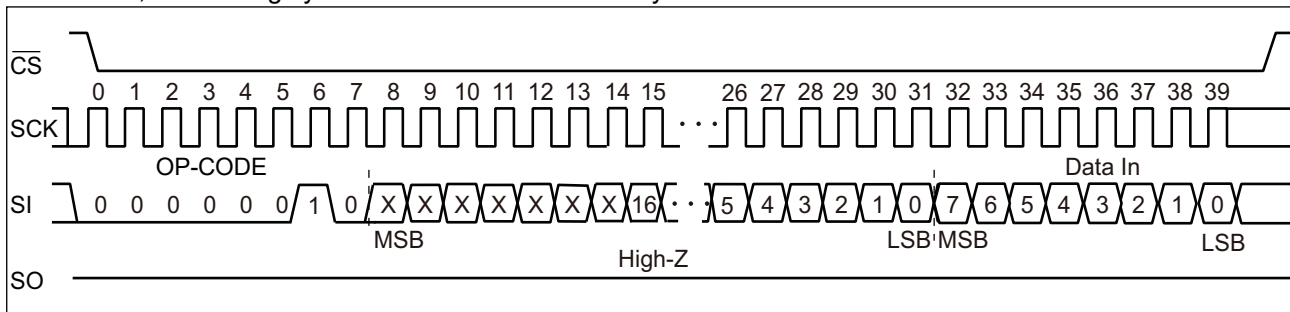 CS
0 1 2 3 4 5 6 7 8 9 10 11 12 13 14 15 26 27 28 29 30 31 32 33 34 35 36 37 38 39
SCK ···
OP-CODE Data In
SI 0 0 0 0 0 0 1 0 X X X X X X X 16 ··· 5 4 3 2 1 0 7 6 5 4 3 2 1 0
MSB LSB MSB LSB
High-Z
SO